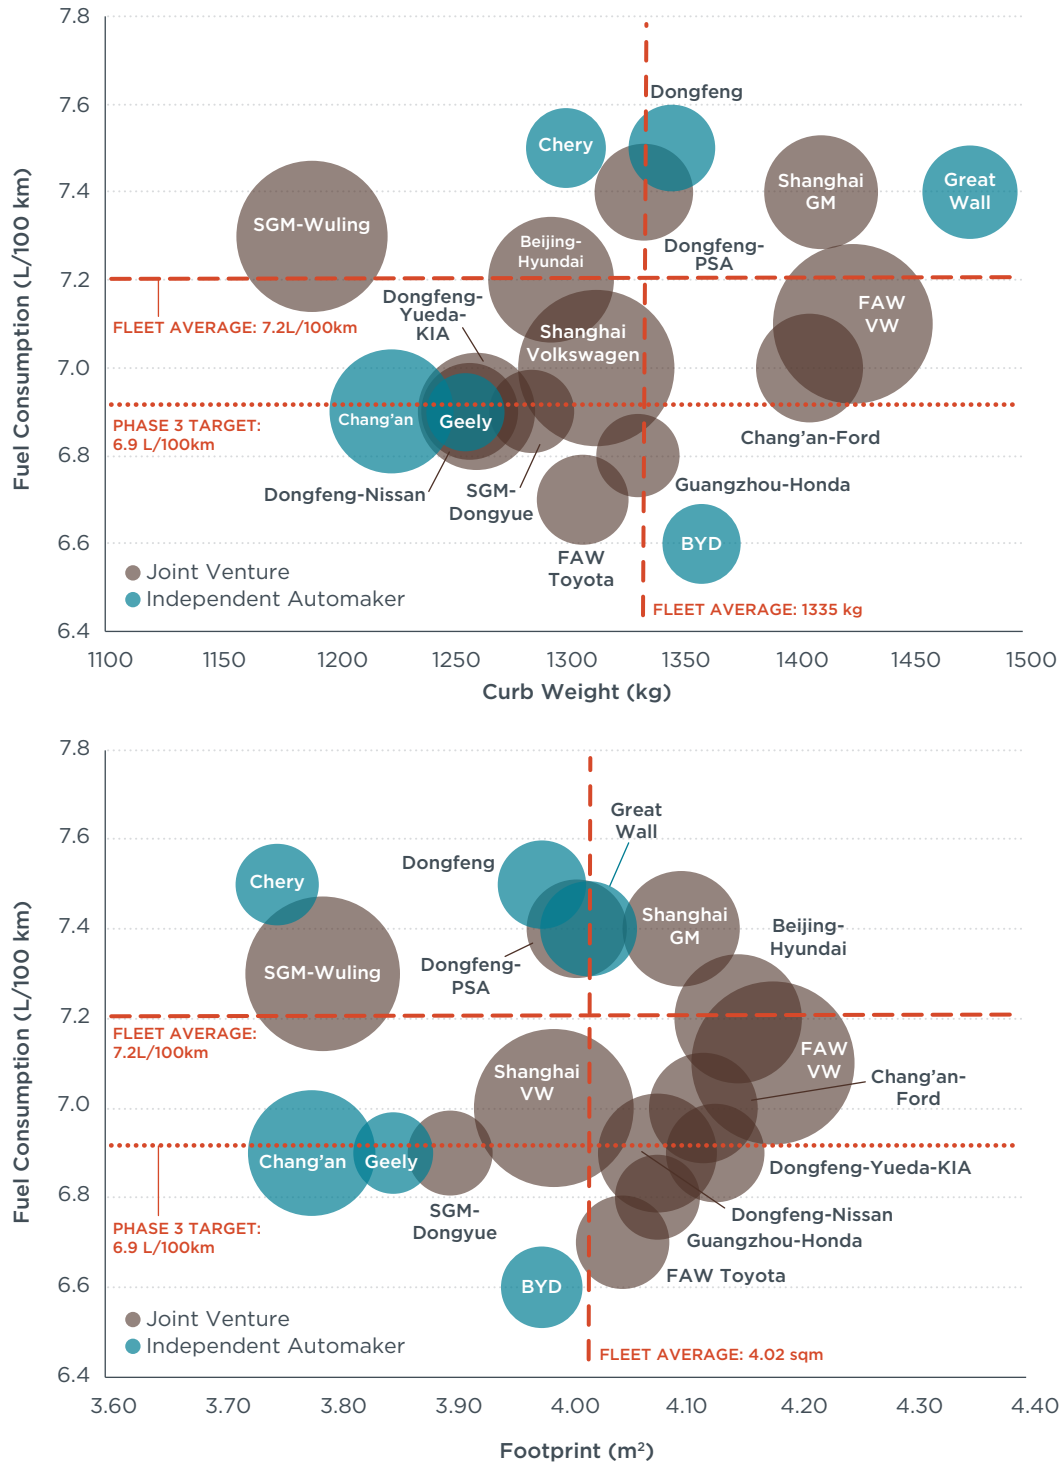 7.8
7.6
7.4
7.2
7.0
6.8
6.6
6.4
Fuel Consumption (L/100 km)
Dongfeng
Chery
Shanghai
GM
Great
Wall
SGM-Wuling
Beijing-
Hyundai
Dongfeng-
PSA
Dongfeng-
Yueda-
KIA
FAW
VW
FLEET AVERAGE: 7.2L/100km
Shanghai
Volkswagen
Chang'an
Geely
PHASE 3 TARGET:
6.9 L/100km
Chang'an-Ford
Dongfeng-Nissan
SGM-
Dongyue
Guangzhou-Honda
FAW
Toyota
BYD
Joint Venture
Independent Automaker
FLEET AVERAGE: 1335 kg
1100 1150 1200 1250 1300 1350 1400 1450 1500
Curb Weight (kg)
7.8
7.6
7.4
7.2
7.0
6.8
6.6
6.4
Fuel Consumption (L/100 km)
Great
Wall
Dongfeng
Chery
Shanghai
GM
Beijing-
Hyundai
SGM-Wuling
Dongfeng-
PSA
FLEET AVERAGE:
7.2L/100km
FAW
VW
Shanghai
VW
Chang'an-
Ford
Chang'an
Geely
Dongfeng-Yueda-KIA
SGM-
Dongyue
Dongfeng-Nissan
PHASE 3 TARGET:
6.9 L/100km
Guangzhou-Honda
FAW Toyota
BYD
Joint Venture
Independent Automaker
FLEET AVERAGE: 4.02 sqm
3.60 3.70 3.80 3.90 4.00 4.10 4.20 4.30 4.40
Footprint (m²)